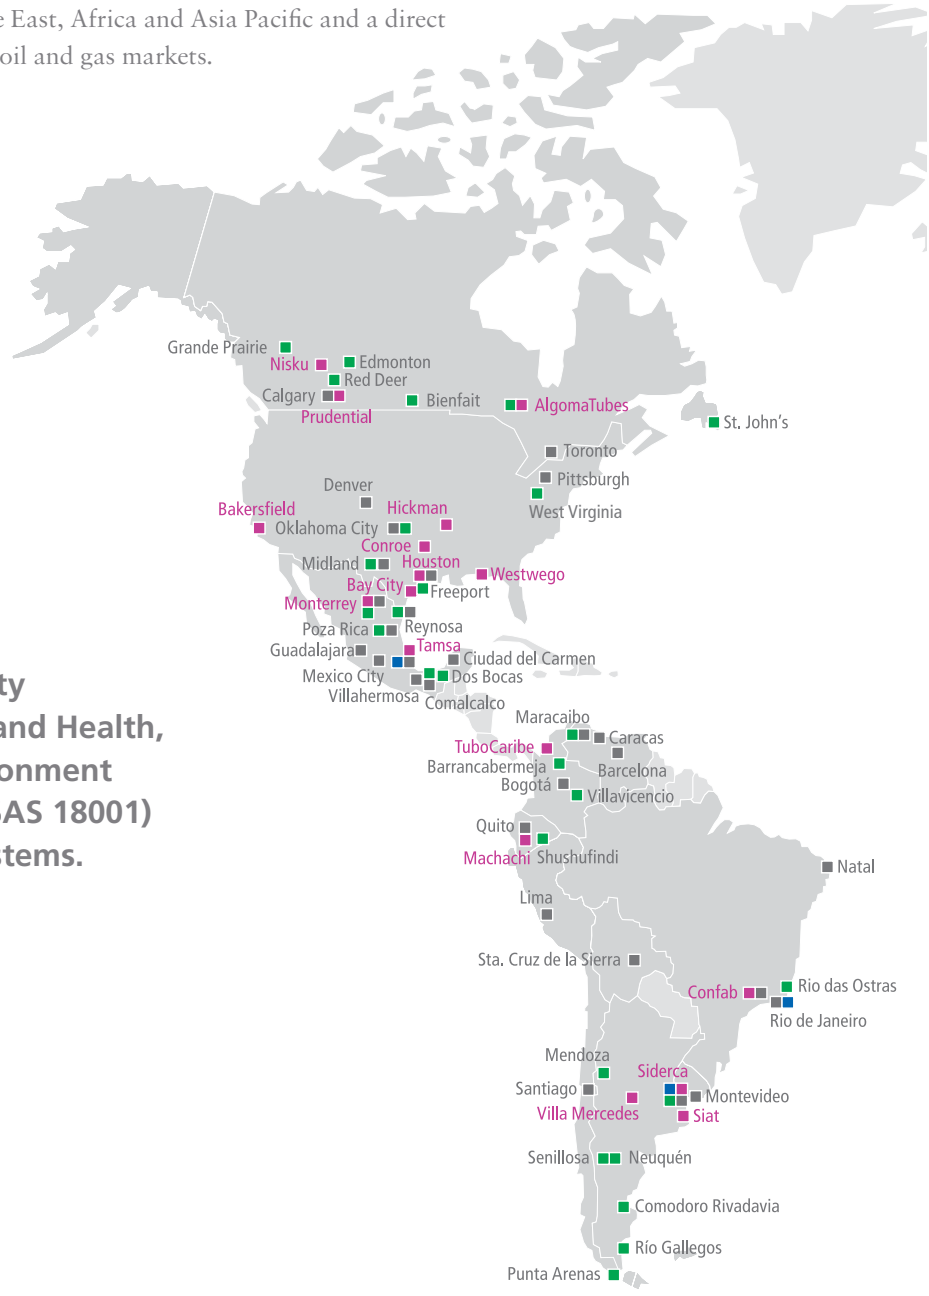 e East, Africa and Asia Pacific and a direct
oil and gas markets.
Grande Prairie
Nisku
Edmonton
Red Deer
Calgary
Prudential
Bienfait
AlgomaTubes
St. John's
Toronto
Pittsburgh
West Virginia
Denver
Bakersfield
Hickman
Oklahoma City
Conroe
Midland
Houston
Westwego
Bay City
Freeport
Monterrey
Poza Rica
Reynosa
Guadalajara
Tamsa
Ciudad del Carmen
Mexico City
Dos Bocas
Villahermosa
Comalcalco
ty
and Health,
onment
AS 18001)
stems.
Maracaibo
Caracas
TuboCaribe
Barrancabermeja
Barcelona
Bogotá
Villavicencio
Quito
Machachi
Shushufindi
Natal
Lima
Sta. Cruz de la Sierra
Confab
Rio das Ostras
Rio de Janeiro
Mendoza
Siderca
Santiago
Montevideo
Villa Mercedes
Siat
Senillosa
Neuquén
Comodoro Rivadavia
Río Gallegos
Punta Arenas